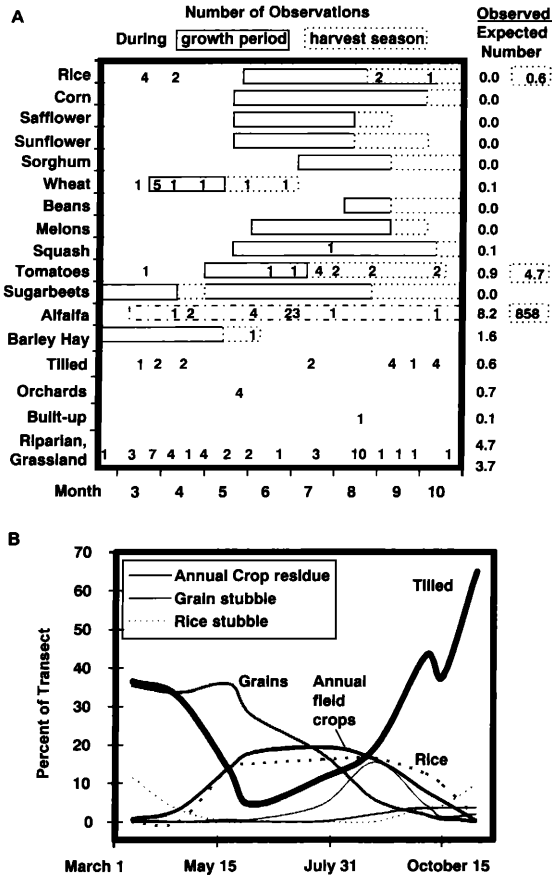 A
Number of Observations
During growth period harvest season
Observed
Expected
Number
Rice 4 2 2 1 0.0 0.6
Corn 0.0
Safflower 0.0
Sunflower 0.0
Sorghum 0.0
Wheat 1 5 1 1 1 1 0.1
Beans 0.0
Melons 0.0
Squash 1 0.1
Tomatoes 1 1 1 4 2 2 2 0.9 4.7
Sugarbeets 0.0
Alfalfa 1 2 4 23 1 1 8.2 858
Barley Hay 1 1.6
Tilled 1 2 2 2 4 1 4 0.6
Orchards 4 0.7
Built-up 1 0.1
Riparian, 4.7
Grassland 1 3 7 4 1 4 2 2 1 3 10 1 1 1 1 3.7
Month 3 4 5 6 7 8 9 10
B
70
60
50
40
30
20
10
0
Percent of Transect
Annual Crop residue
Grain stubble
Rice stubble
Tilled
Grains
Annual
field
crops
Rice
March 1 May 15 July 31 October 15